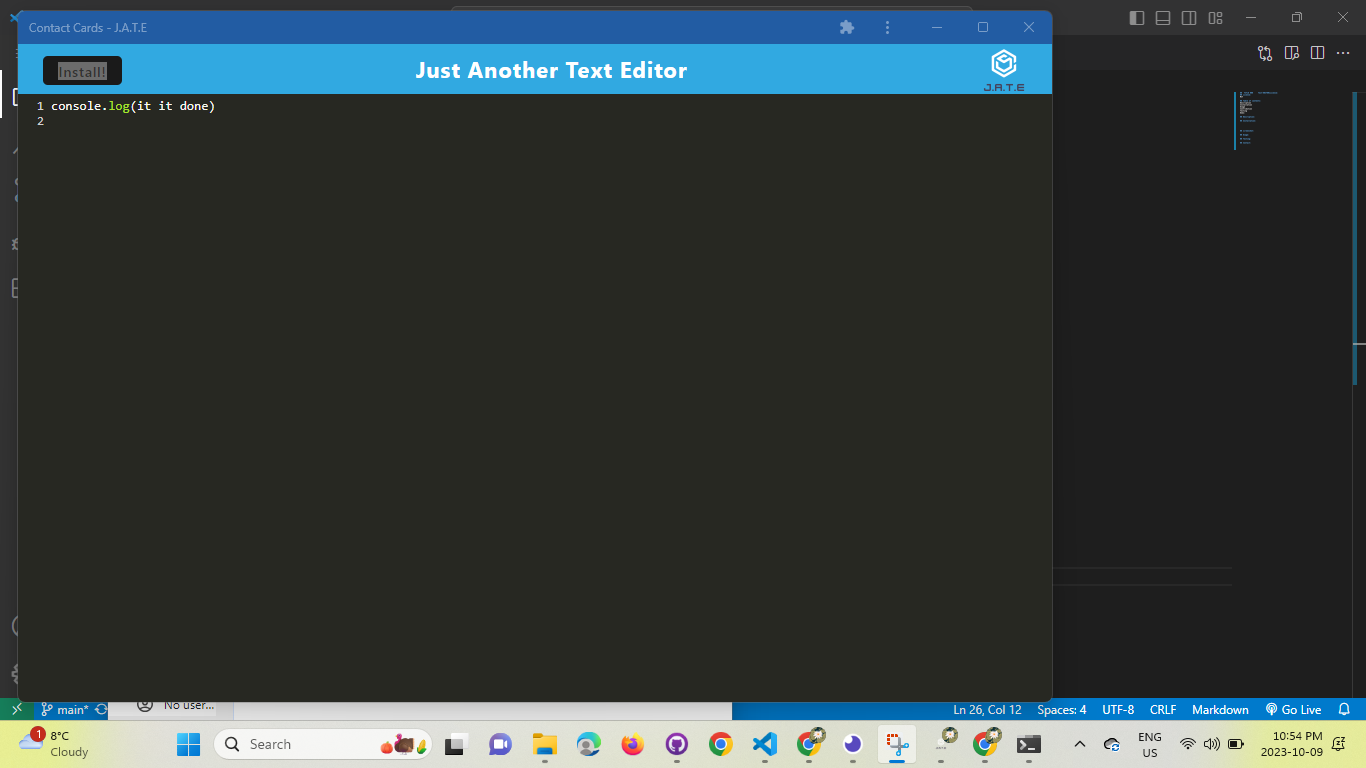 Contact Cards - J.A.T.E
Install!
Just Another Text Editor
J.A.T.E
1 console.log(it it done)
2
main*
No user...
Ln 26, Col 12
Spaces: 4
UTF-8
CRLF
Markdown
Go Live
1
8°C
Cloudy
Search
ENG
US
10:54 PM
2023-10-09